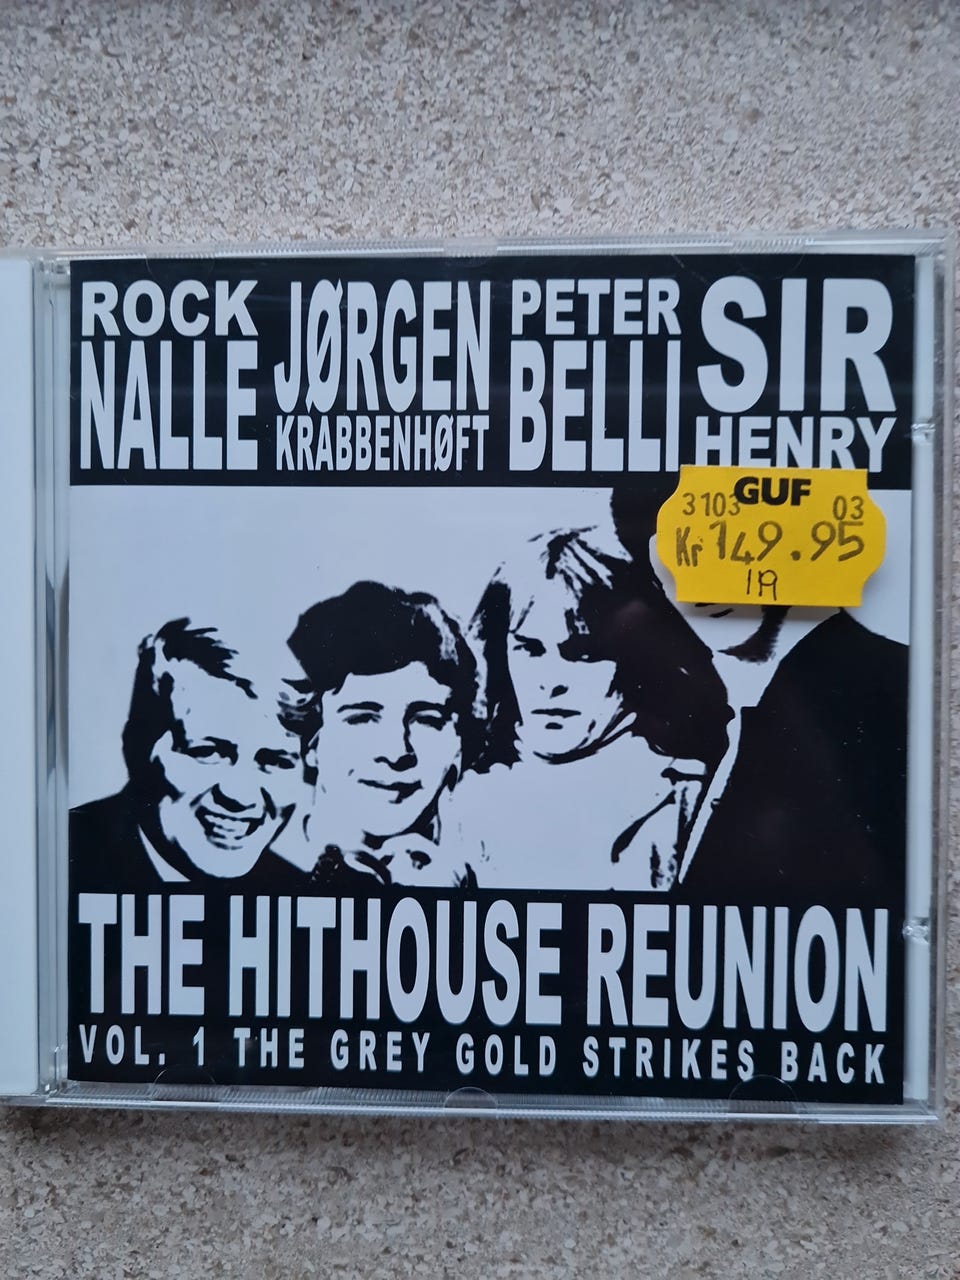 ROCK
NALLE
JØRGEN
KRABBENHØFT
PETER
BELLI
SIR
HENRY
GUF
3103 03
Kr 149.95
THE HITHOUSE REUNION
VOL. 1 THE GREY GOLD STRIKES BACK